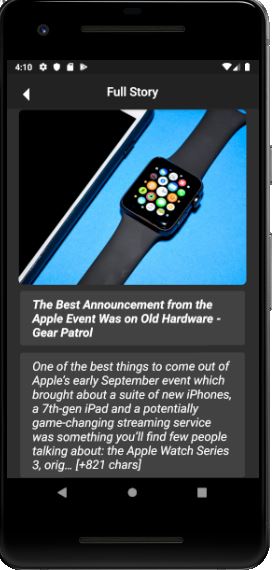 4:10
Full Story
The Best Announcement from the
Apple Event Was on Old Hardware -
Gear Patrol
One of the best things to come out of
Apple's early September event which
brought about a suite of new iPhones,
a 7th-gen iPad and a potentially
game-changing streaming service
was something you'll find few people
talking about: the Apple Watch Series
3, orig… [+821 chars]